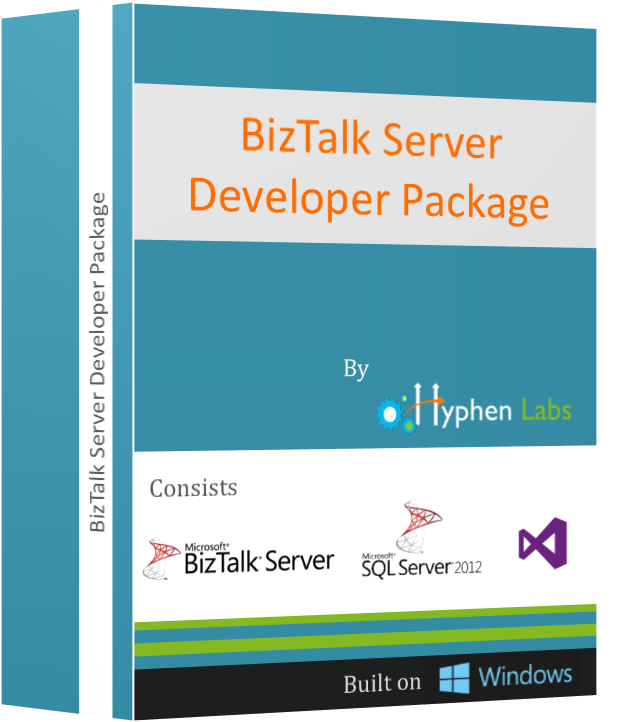 BizTalk Server Developer Package
BizTalk Server
Developer Package
By
Hyphen Labs
Consists
Microsoft®
BizTalk® Server
Microsoft®
SQL Server® 2012
Built on
Windows